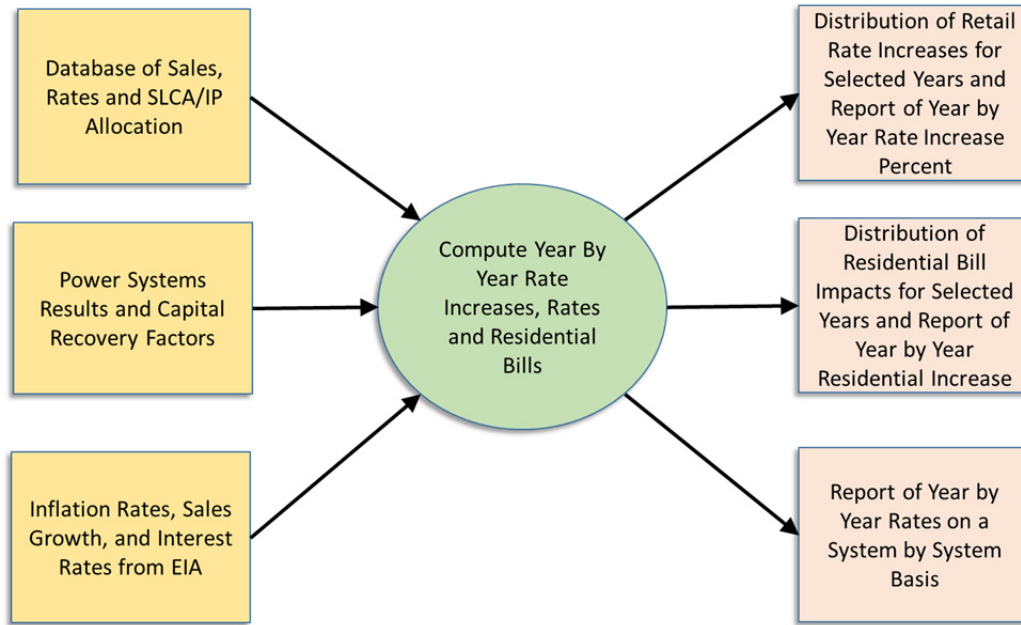 Database of Sales,
Rates and SLCA/IP
Allocation
Power Systems
Results and Capital
Recovery Factors
Inflation Rates, Sales
Growth, and Interest
Rates from EIA
Compute Year By
Year Rate
Increases, Rates
and Residential
Bills
Distribution of Retail
Rate Increases for
Selected Years and
Report of Year by
Year Rate Increase
Percent
Distribution of
Residential Bill
Impacts for Selected
Years and Report of
Year by Year
Residential Increase
Report of Year by
Year Rates on a
System by System
Basis